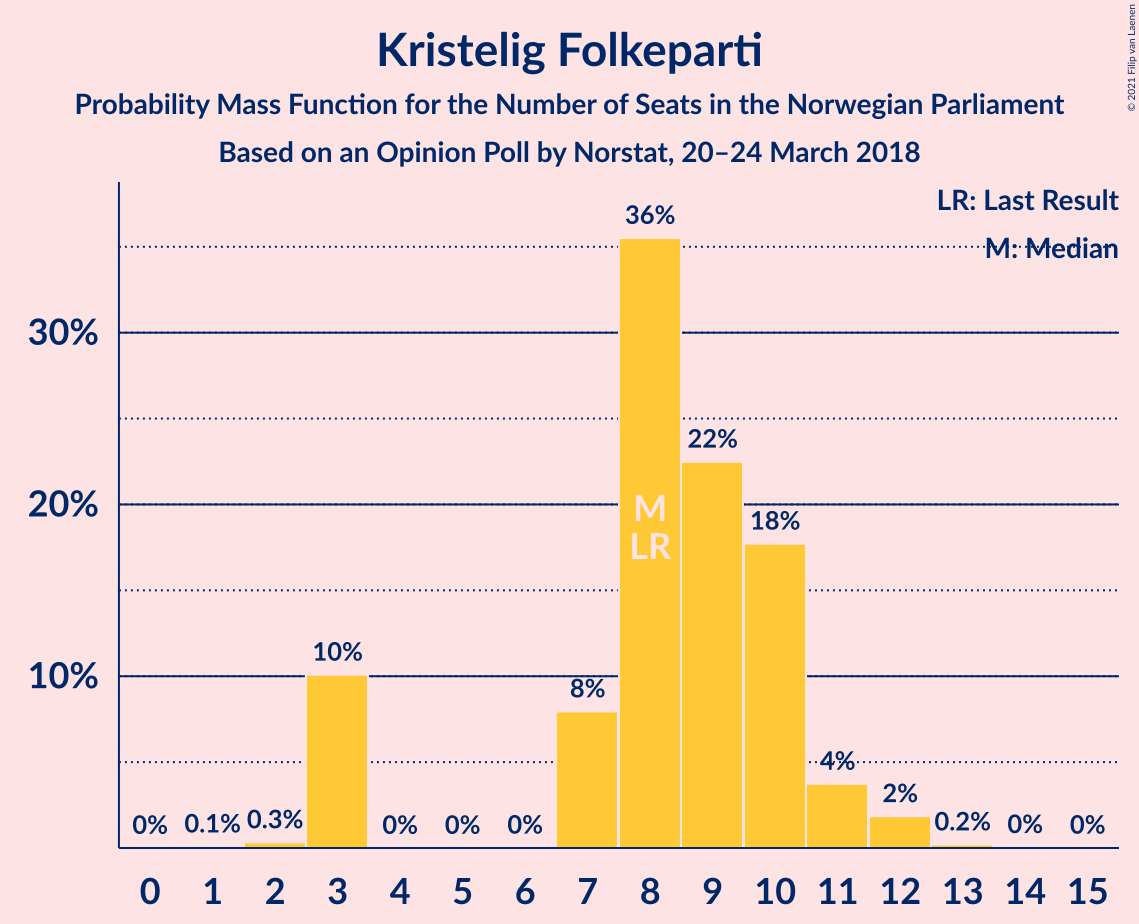 Kristelig Folkeparti
Probability Mass Function for the Number of Seats in the Norwegian Parliament
Based on an Opinion Poll by Norstat, 20–24 March 2018
© 2021 Filip van Laenen
LR: Last Result
M: Median
30%
20%
10%
0%
0.1%
0.3%
10%
0%
0%
0%
8%
36%
22%
18%
4%
2%
0.2%
0%
0%
M
LR
0 1 2 3 4 5 6 7 8 9 10 11 12 13 14 15